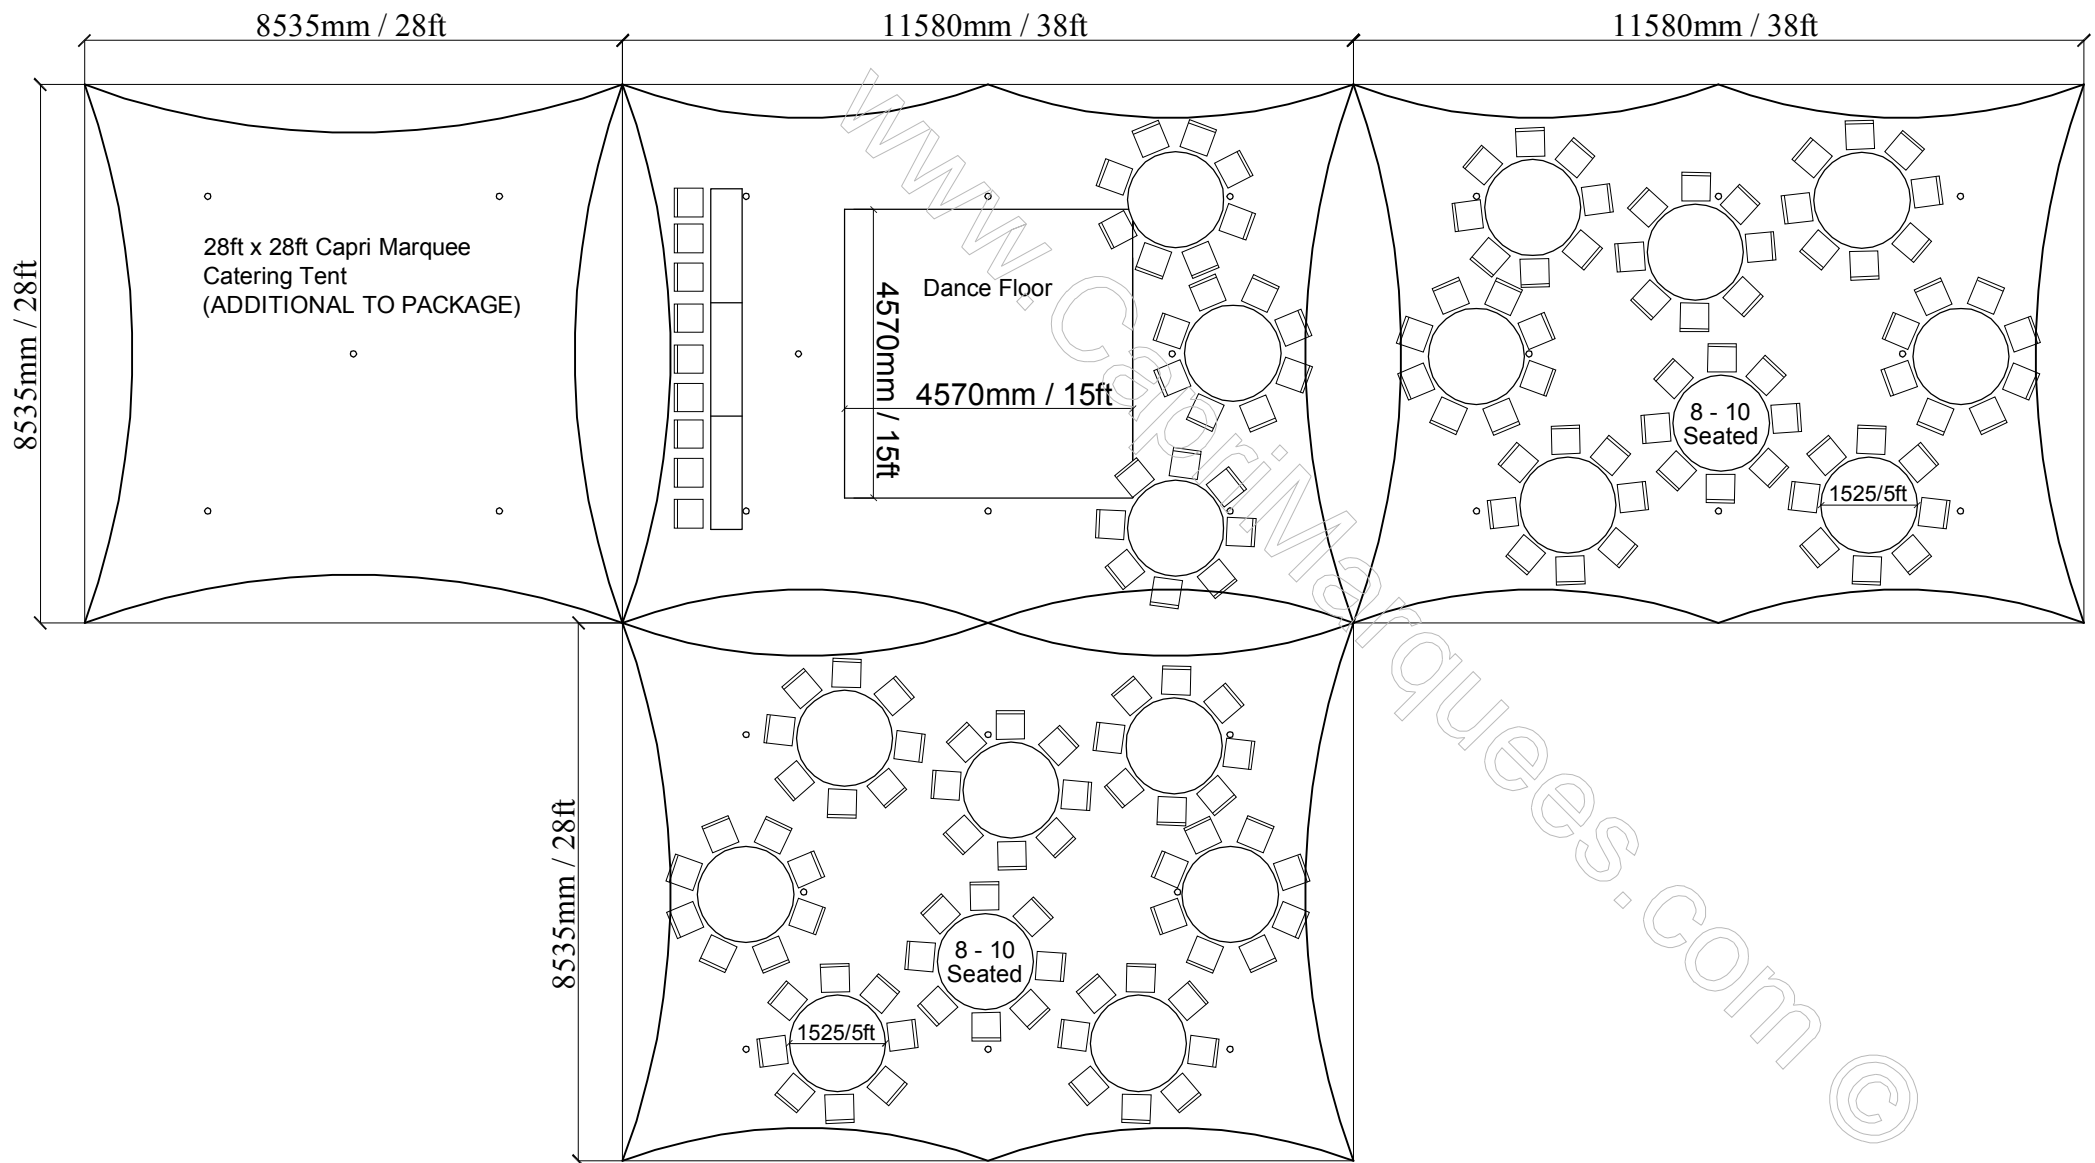 8535mm / 28ft
11580mm / 38ft
11580mm / 38ft
8535mm / 28ft
28ft x 28ft Capri Marquee
Catering Tent
(ADDITIONAL TO PACKAGE)
Dance Floor
4570mm / 15ft
4570mm / 15ft
8 - 10
Seated
1525/5ft
8535mm / 28ft
8 - 10
Seated
1525/5ft
www.CapriMarquees.com ©